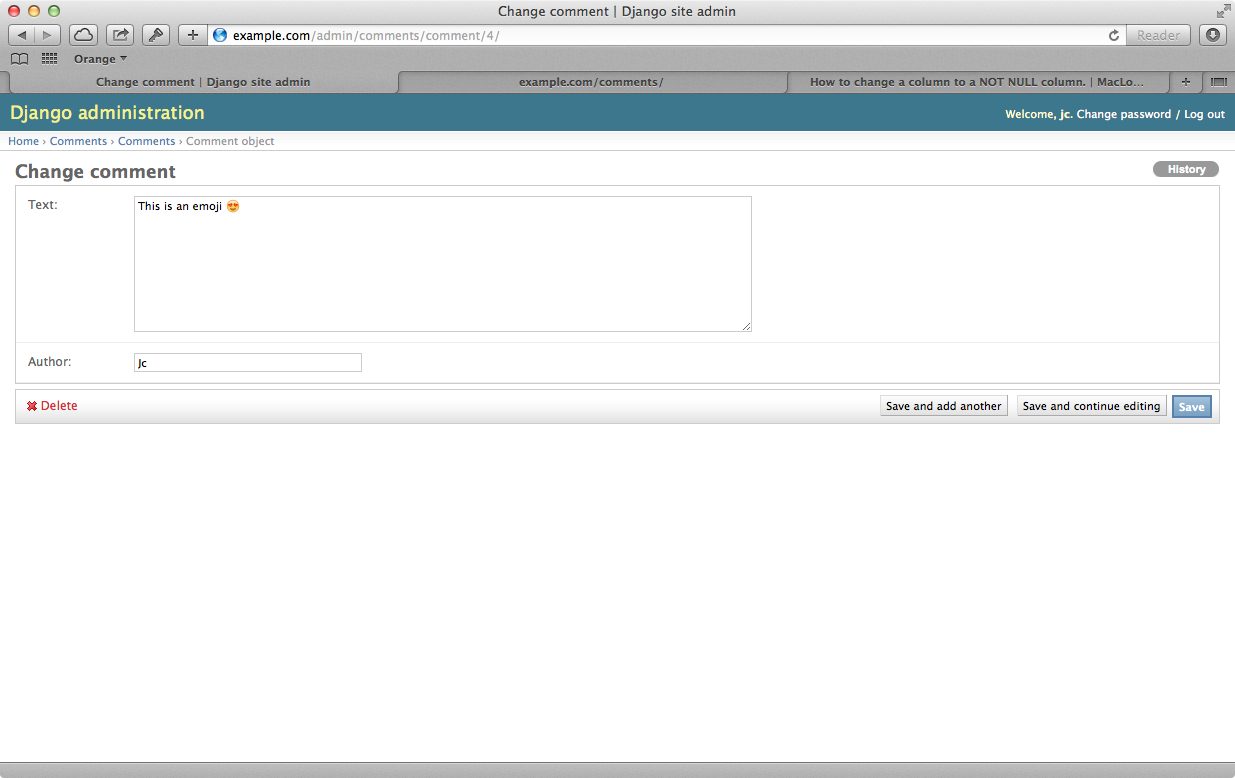 Change comment | Django site admin
example.com/admin/comments/comment/4/
Reader
Orange
Change comment | Django site admin
example.com/comments/
How to change a column to a NOT NULL column. | MacLo...
Django administration
Welcome, jc. Change password / Log out
Home › Comments › Comments › Comment object
Change comment
History
Text:
This is an emoji 😍
Author:
Jc
Delete
Save and add another
Save and continue editing
Save